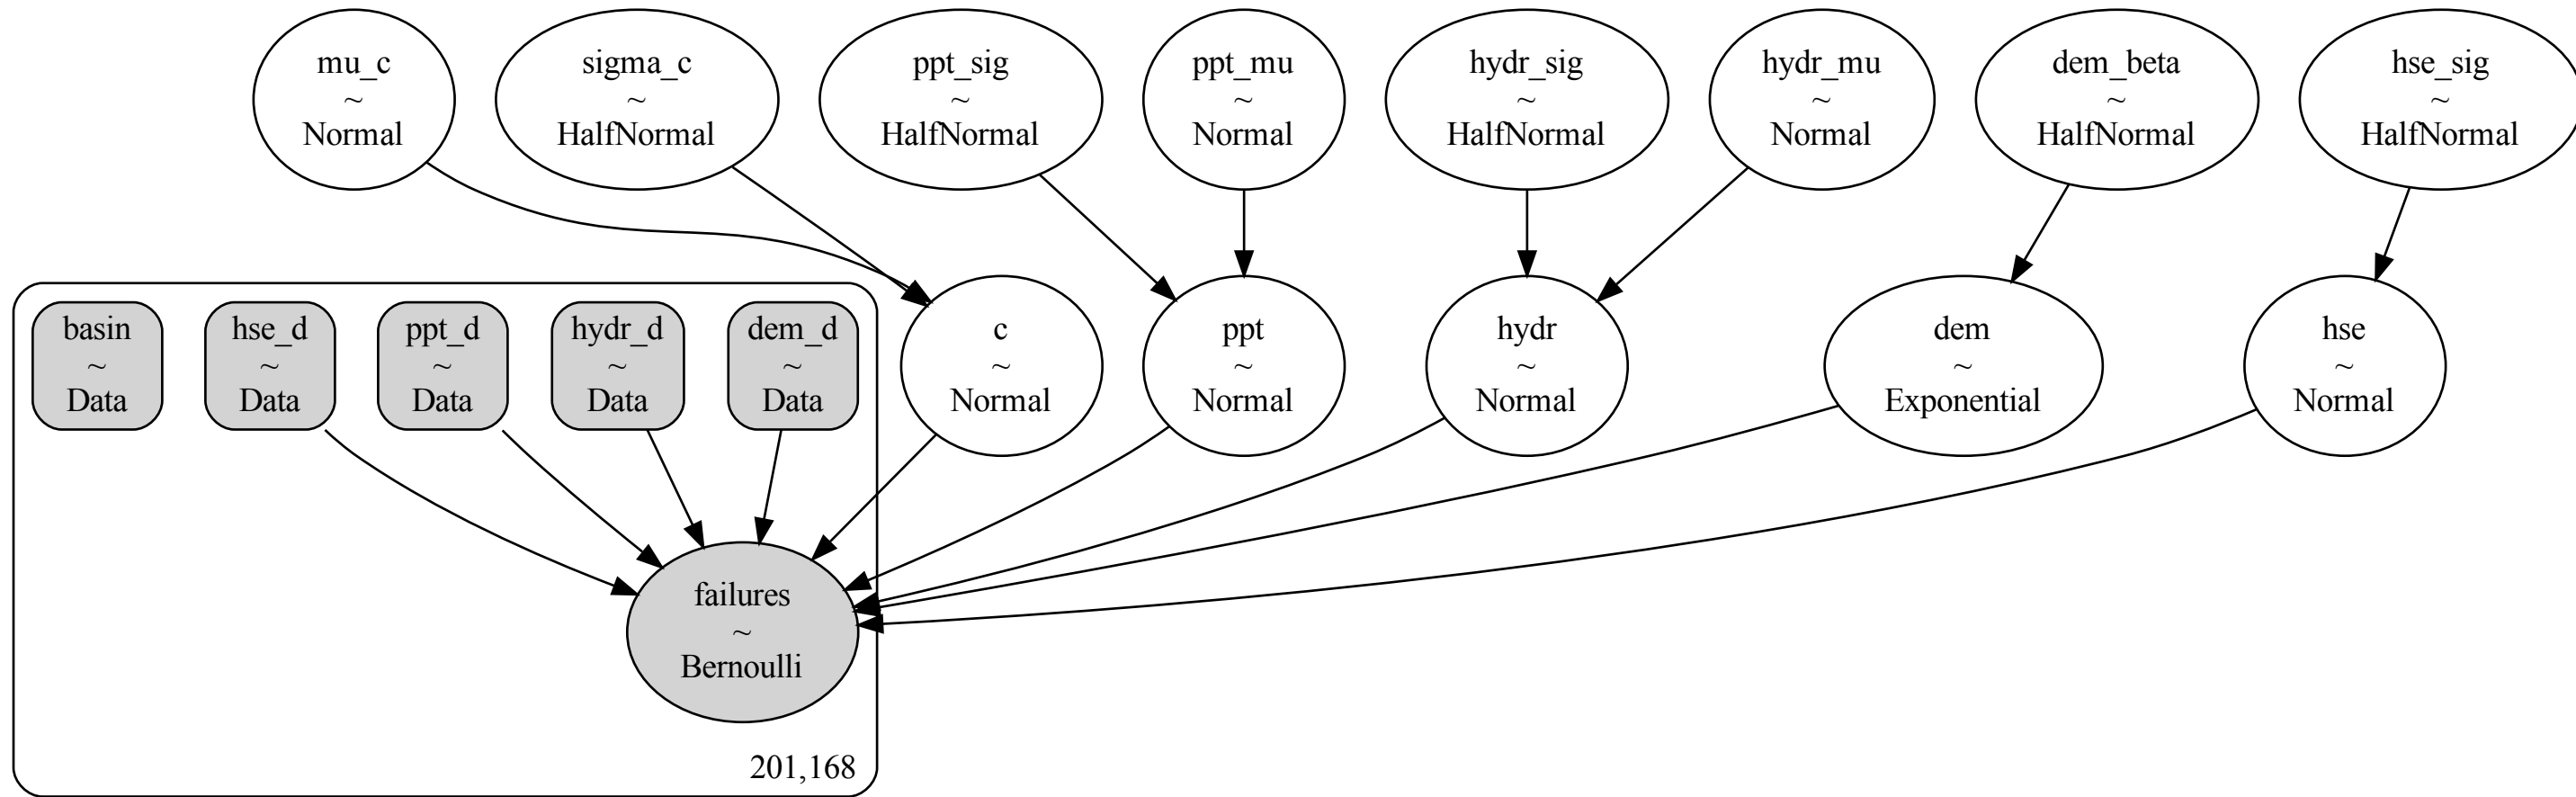 mu_c
~
Normal
sigma_c
~
HalfNormal
ppt_sig
~
HalfNormal
ppt_mu
~
Normal
hydr_sig
~
HalfNormal
hydr_mu
~
Normal
dem_beta
~
HalfNormal
hse_sig
~
HalfNormal
basin
~
Data
hse_d
~
Data
ppt_d
~
Data
hydr_d
~
Data
dem_d
~
Data
c
~
Normal
ppt
~
Normal
hydr
~
Normal
dem
~
Exponential
hse
~
Normal
failures
~
Bernoulli
201,168